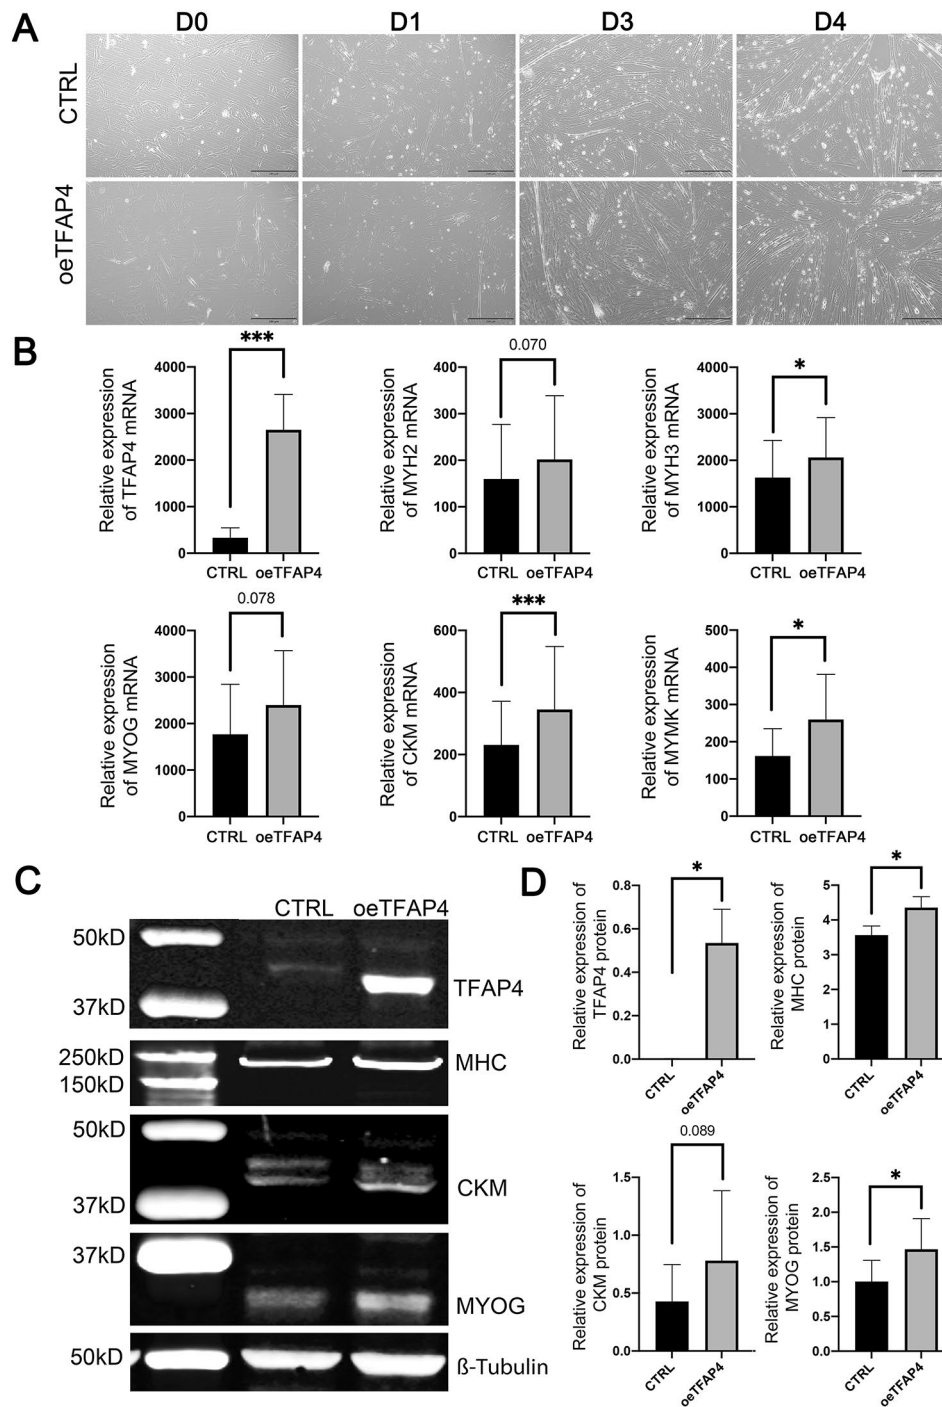 A
D0 D1 D3 D4
CTRL
oeTFAP4
B
Relative expression
of TFAP4 mRNA
4000
3000
2000
1000
0
***
CTRL oeTFAP4
Relative expression
of MYH2 mRNA
400
300
200
100
0
0.070
CTRL oeTFAP4
Relative expression
of MYH3 mRNA
4000
3000
2000
1000
0
*
CTRL oeTFAP4
Relative expression
of MYOG mRNA
4000
3000
2000
1000
0
0.078
CTRL oeTFAP4
Relative expression
of CKM mRNA
600
400
200
0
***
CTRL oeTFAP4
Relative expression
of MYMK mRNA
500
400
300
200
100
0
*
CTRL oeTFAP4
C
CTRL oeTFAP4
50kD
37kD
TFAP4
250kD
150kD
MHC
50kD
37kD
CKM
37kD
MYOG
50kD
ß-Tubulin
D
Relative expression of
TFAP4 protein
0.8
0.6
0.4
0.2
0.0
*
CTRL
oeTFAP4
Relative expression of
MHC protein
5
4
3
2
1
0
*
CTRL
oeTFAP4
Relative expression of
CKM protein
1.5
1.0
0.5
0.0
0.089
CTRL
oeTFAP4
Relative expression of
MYOG protein
2.5
2.0
1.5
1.0
0.5
0.0
*
CTRL
oeTFAP4